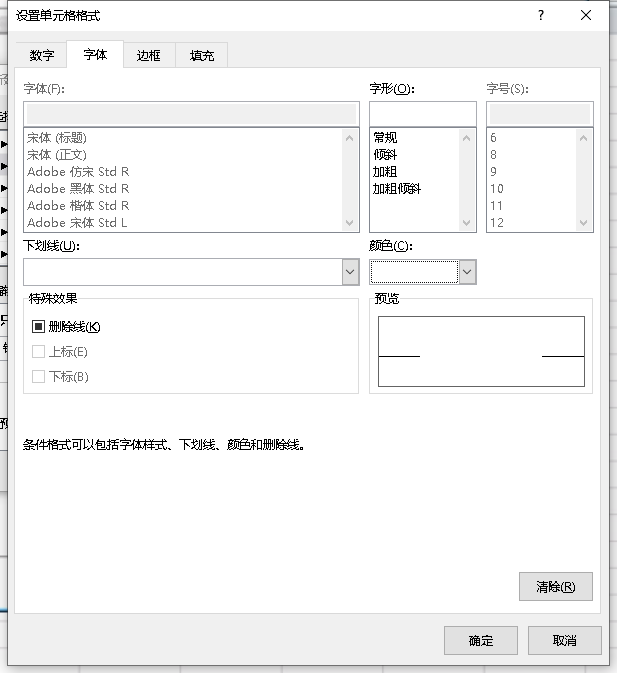 设置单元格格式
?
数字 字体 边框 填充
字体(F): 字形(O): 字号(S):
宋体 (标题) 常规 6
宋体 (正文) 倾斜 8
Adobe 仿宋 Std R 加粗 9
Adobe 黑体 Std R 加粗倾斜 10
Adobe 楷体 Std R 11
Adobe 宋体 Std L 12
下划线(U): 颜色(C):
特殊效果 预览
删除线(K)
上标(E)
下标(B)
条件格式可以包括字体样式、下划线、颜色和删除线。
清除(R)
确定 取消